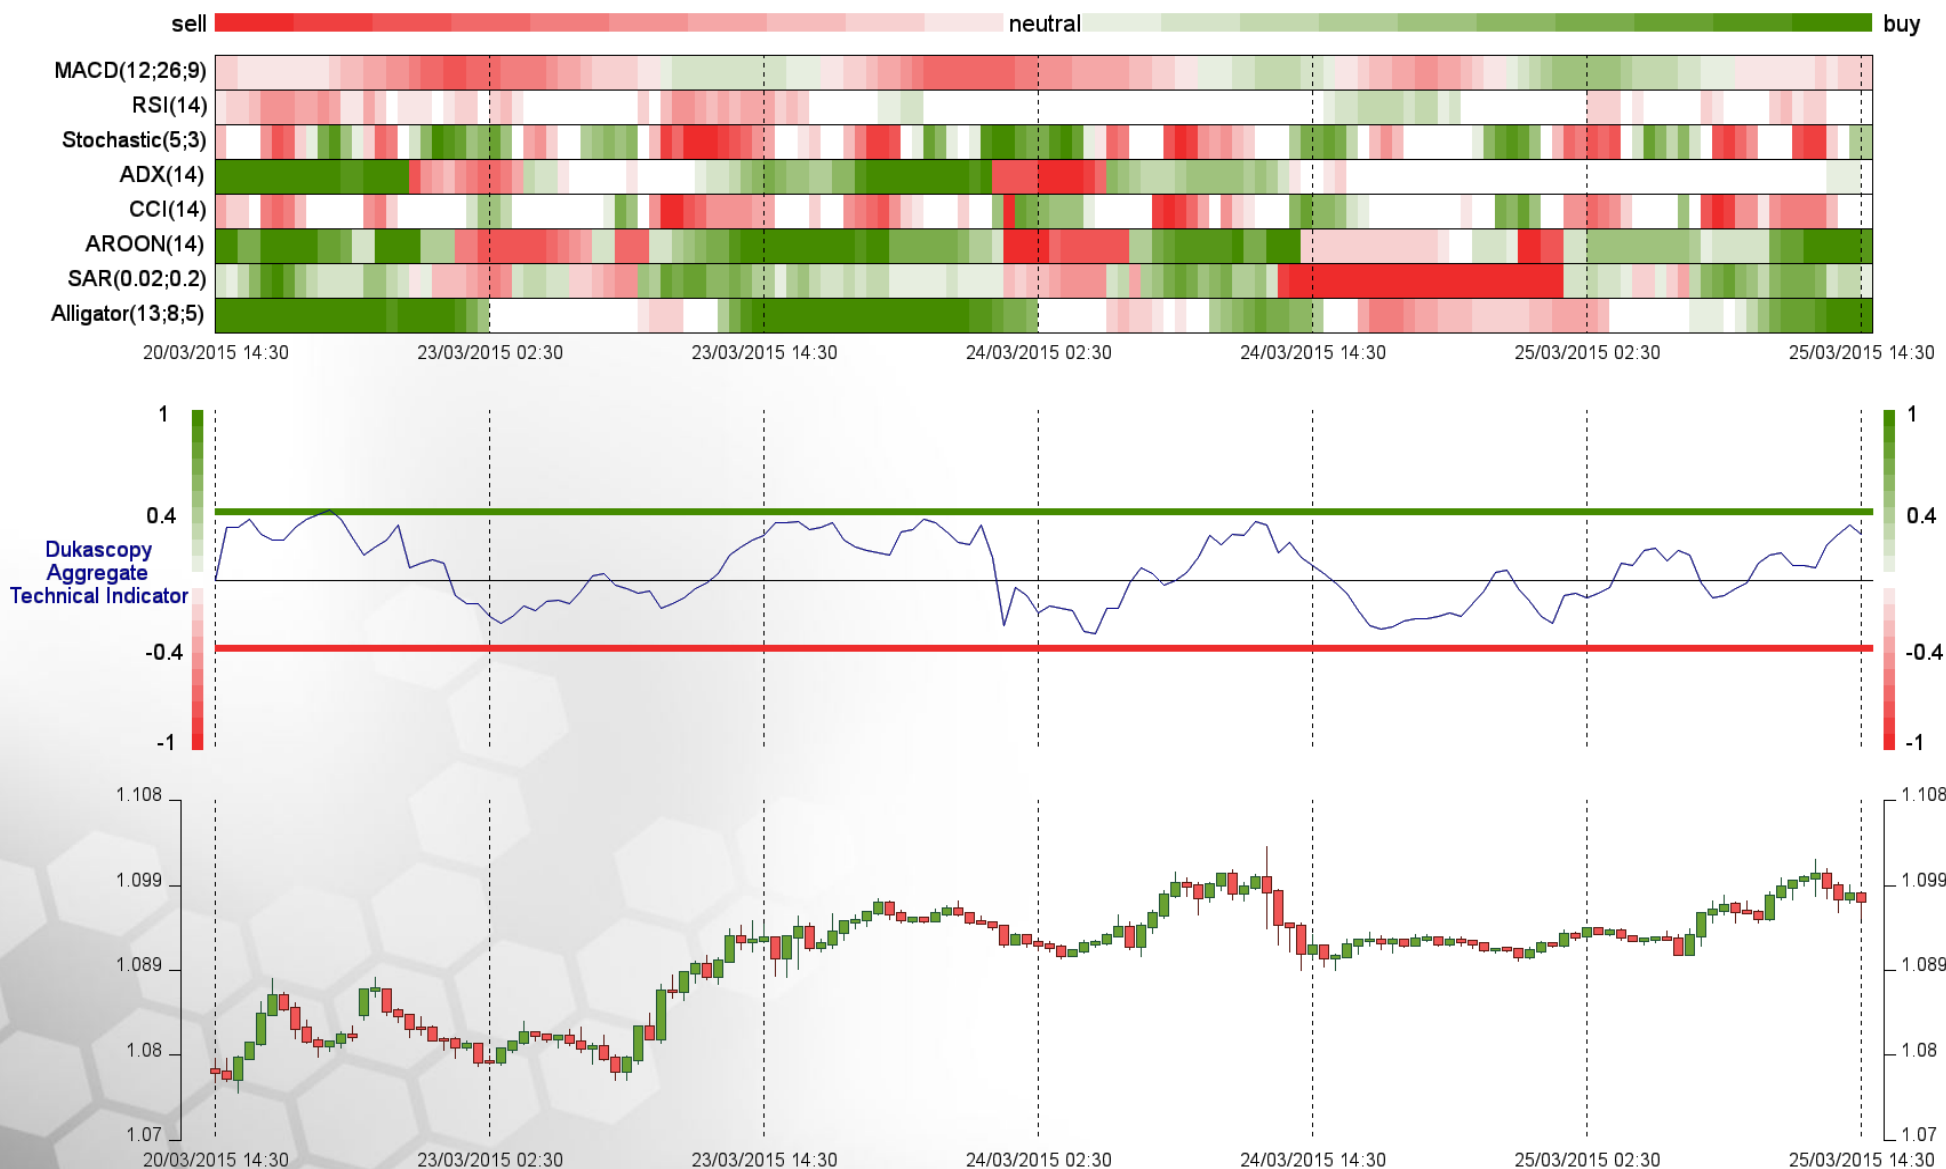 sell neutral buy
MACD(12;26;9)
RSI(14)
Stochastic(5;3)
ADX(14)
CCI(14)
AROON(14)
SAR(0.02;0.2)
Alligator(13;8;5)
20/03/2015 14:30 23/03/2015 02:30 23/03/2015 14:30 24/03/2015 02:30 24/03/2015 14:30 25/03/2015 02:30 25/03/2015 14:30
1 1
0.4 0.4
Dukascopy
Aggregate
Technical Indicator
-0.4 -0.4
-1 -1
1.108 1.108
1.099 1.099
1.089 1.089
1.08 1.08
1.07 1.07
20/03/2015 14:30 23/03/2015 02:30 23/03/2015 14:30 24/03/2015 02:30 24/03/2015 14:30 25/03/2015 02:30 25/03/2015 14:30